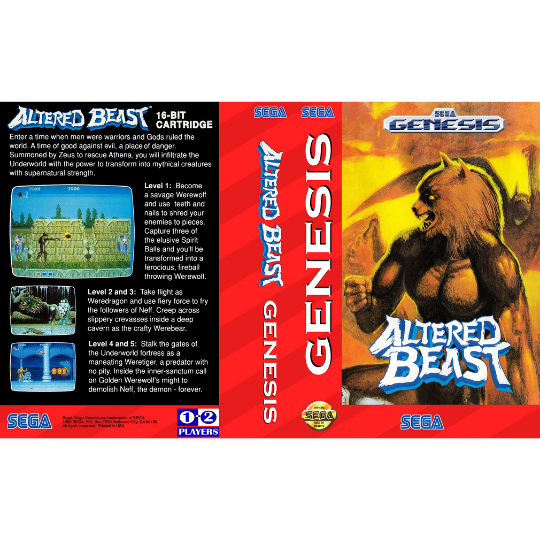 ALTERED BEAST™ 16-BIT
CARTRIDGE
Enter a time when men were warriors and Gods ruled the
world. A time of good against evil, a place of danger.
Summoned by Zeus to rescue Athena, you will infiltrate the
Underworld with the power to transform into mythical creatures
with supernatural strength.
Level 1: Become
a savage Werewolf
and use teeth and
nails to shred your
enemies to pieces.
Capture three of
the elusive Spirit
Balls and you'll be
transformed into a
ferocious, fireball
throwing Werewolf.
Level 2 and 3: Take flight as
Weredragon and use fiery force to fry
the followers of Neff. Creep across
slippery crevasses inside a deep
cavern as the crafty Werebear.
Level 4 and 5: Stalk the gates of
the Underworld fortress as a
maneating Weretiger, a predator with
no pity. Inside the inner-sanctum call
on Golden Werewolf's might to
demolish Neff, the demon - forever.
SEGA
1-2
PLAYERS
SEGA
ALTERED BEAST
GENESIS
SEGA
GENESIS
SEGA
SEGA
GENESIS
ALTERED
BEAST
SEGA